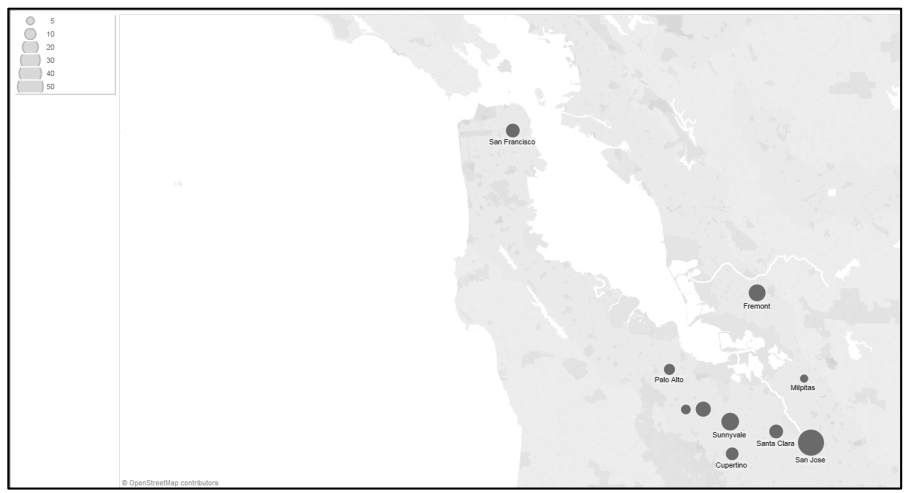 5
10
20
30
40
50
San Francisco
Fremont
Palo Alto
Milpitas
Sunnyvale
Santa Clara
San Jose
Cupertino
© OpenStreetMap contributors